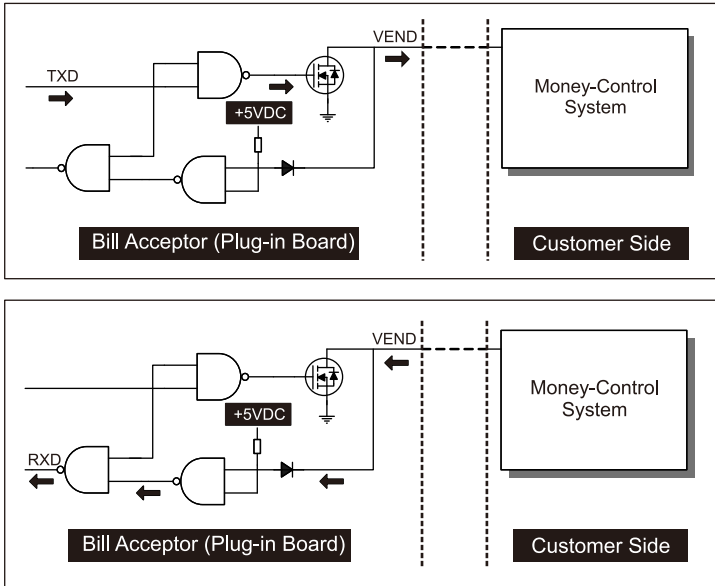 VEND
TXD
+5VDC
Money-Control
System
Bill Acceptor (Plug-in Board)
Customer Side
VEND
+5VDC
RXD
Money-Control
System
Bill Acceptor (Plug-in Board)
Customer Side